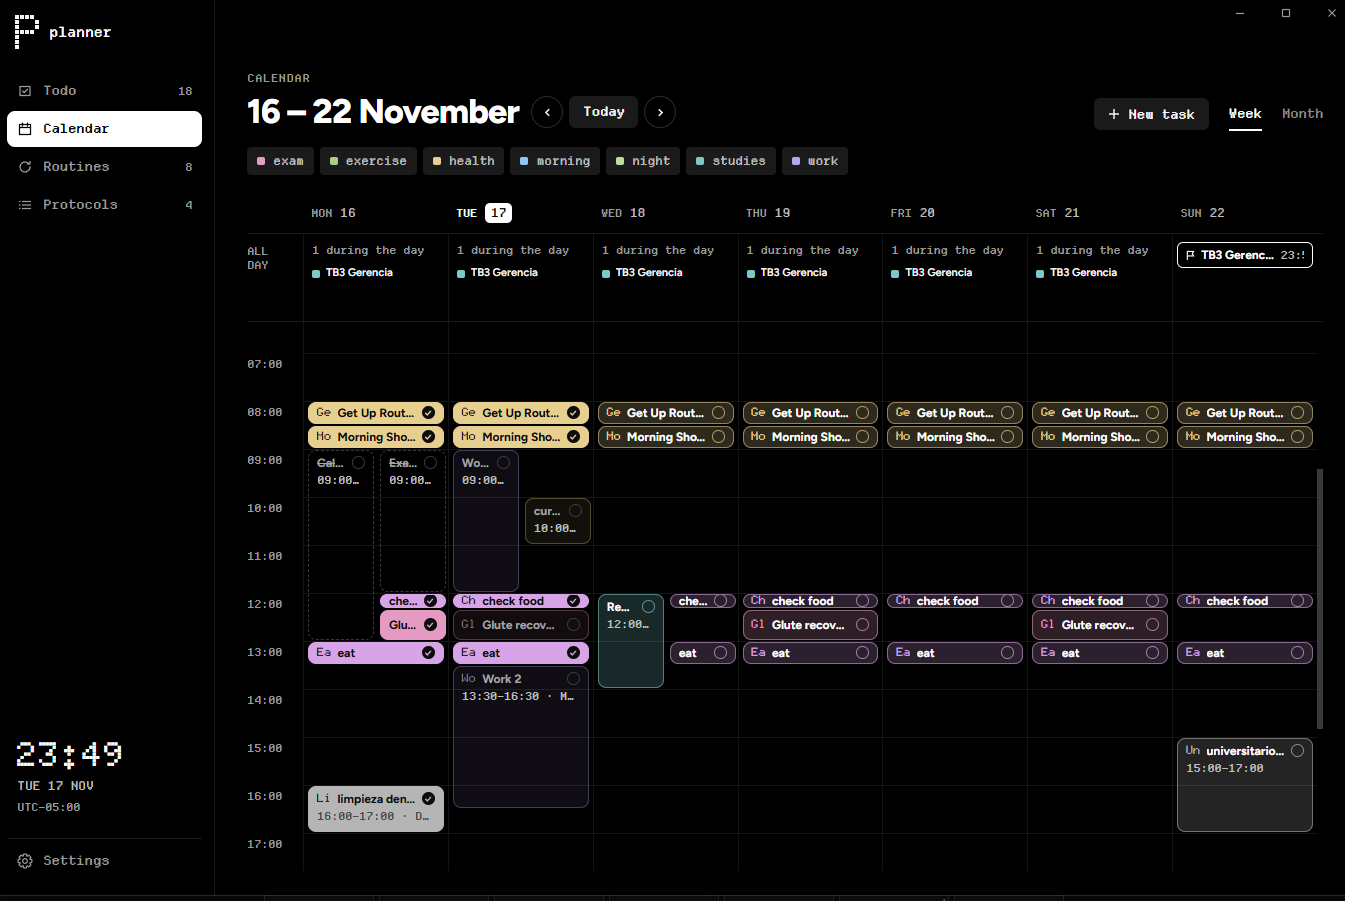 planner
Todo 18
Calendar
Routines 8
Protocols 4
23:49
TUE 17 NOV
UTC-05:00
Settings
CALENDAR
16 – 22 November
Today
+ New task
Week
Month
exam
exercise
health
morning
night
studies
work
MON 16
TUE 17
WED 18
THU 19
FRI 20
SAT 21
SUN 22
ALL DAY
1 during the day
TB3 Gerencia
1 during the day
TB3 Gerencia
1 during the day
TB3 Gerencia
1 during the day
TB3 Gerencia
1 during the day
TB3 Gerencia
1 during the day
TB3 Gerencia
TB3 Gerenc... 23:
07:00
08:00
09:00
10:00
11:00
12:00
13:00
14:00
15:00
16:00
17:00
Ge Get Up Rout...
Mo Morning Sho...
Cal...
09:00…
Exa...
09:00…
che...
Glu...
Ea eat
Li limpieza den...
16:00–17:00 · D…
Ge Get Up Rout...
Mo Morning Sho...
Wo...
09:00…
cur...
10:00…
Ch check food
Gl Glute recov...
Ea eat
Wo Work 2
13:30–16:30 · M…
Ge Get Up Rout...
Mo Morning Sho...
Re...
12:00…
che...
eat
Ge Get Up Rout...
Mo Morning Sho...
Ch check food
Gl Glute recov...
Ea eat
Ge Get Up Rout...
Mo Morning Sho...
Ch check food
Ea eat
Ge Get Up Rout...
Mo Morning Sho...
Ch check food
Gl Glute recov...
Ea eat
Ge Get Up Rout...
Mo Morning Sho...
Ch check food
Ea eat
Un universitario...
15:00–17:00